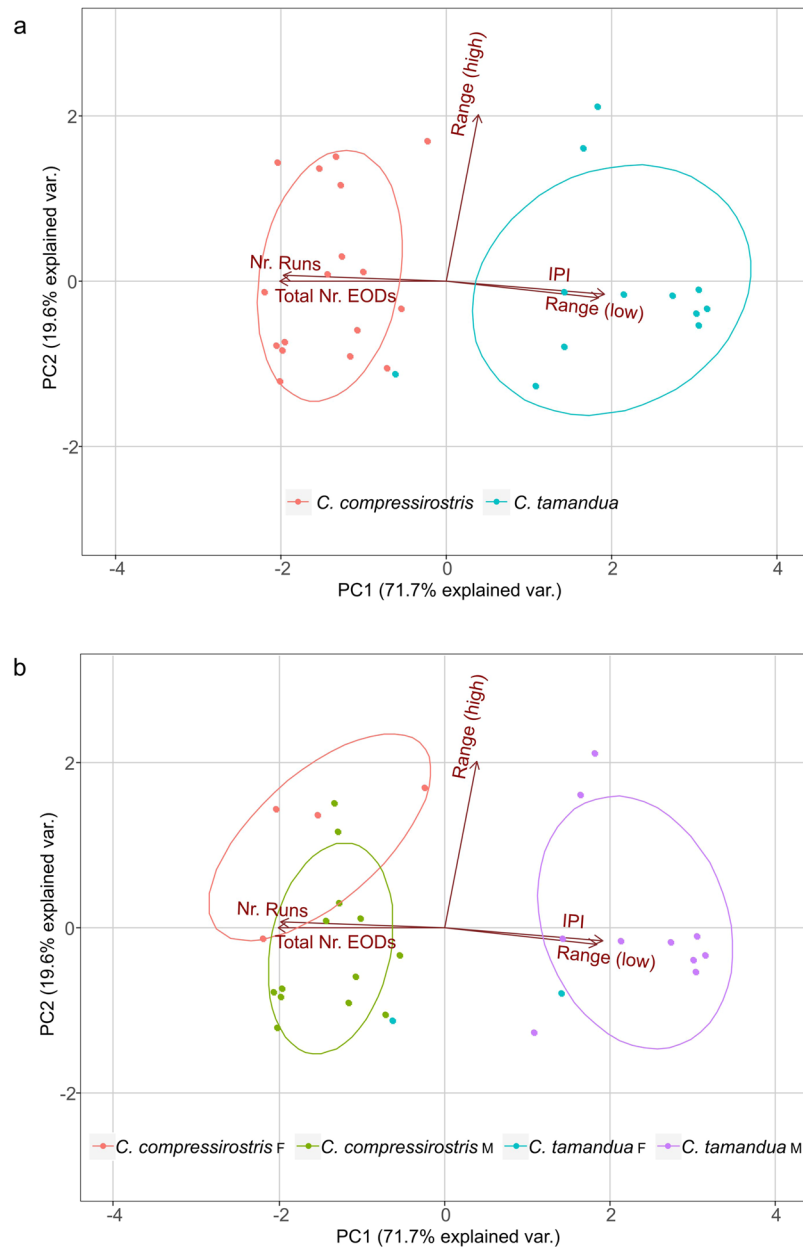 a
2
0
-2
PC2 (19.6% explained var.)
Range (high)
Nr. Runs
Total Nr. EODs
IPI
Range (low)
C. compressirostris
C. tamandua
-4
-2
0
2
4
PC1 (71.7% explained var.)
b
2
0
-2
PC2 (19.6% explained var.)
Range (high)
Nr. Runs
Total Nr. EODs
IPI
Range (low)
C. compressirostris F
C. compressirostris M
C. tamandua F
C. tamandua M
-4
-2
0
2
4
PC1 (71.7% explained var.)